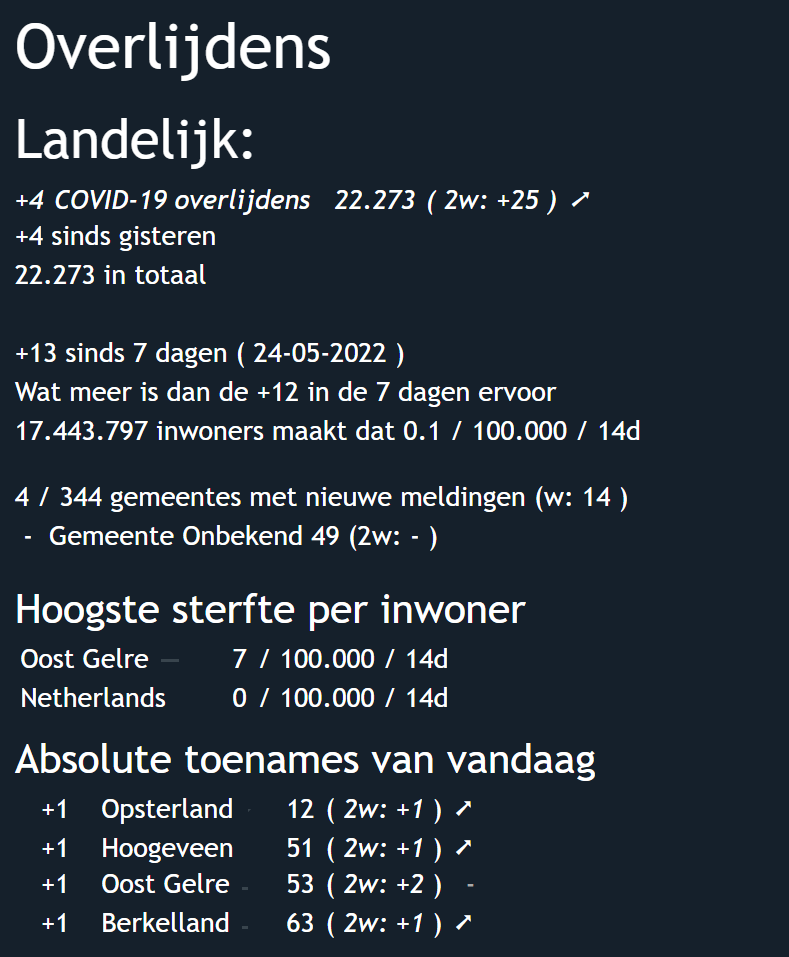 Overlijdens
Landelijk:
+4 COVID-19 overlijdens 22.273 ( 2w: +25 ) ↗
+4 sinds gisteren
22.273 in totaal
+13 sinds 7 dagen ( 24-05-2022 )
Wat meer is dan de +12 in de 7 dagen ervoor
17.443.797 inwoners maakt dat 0.1 / 100.000 / 14d
4 / 344 gemeentes met nieuwe meldingen (w: 14 )
- Gemeente Onbekend 49 (2w: - )
Hoogste sterfte per inwoner
Oost Gelre — 7 / 100.000 / 14d
Netherlands 0 / 100.000 / 14d
Absolute toenames van vandaag
+1 Opsterland 12 ( 2w: +1 ) ↗
+1 Hoogeveen 51 ( 2w: +1 ) ↗
+1 Oost Gelre - 53 ( 2w: +2 ) -
+1 Berkelland - 63 ( 2w: +1 ) ↗